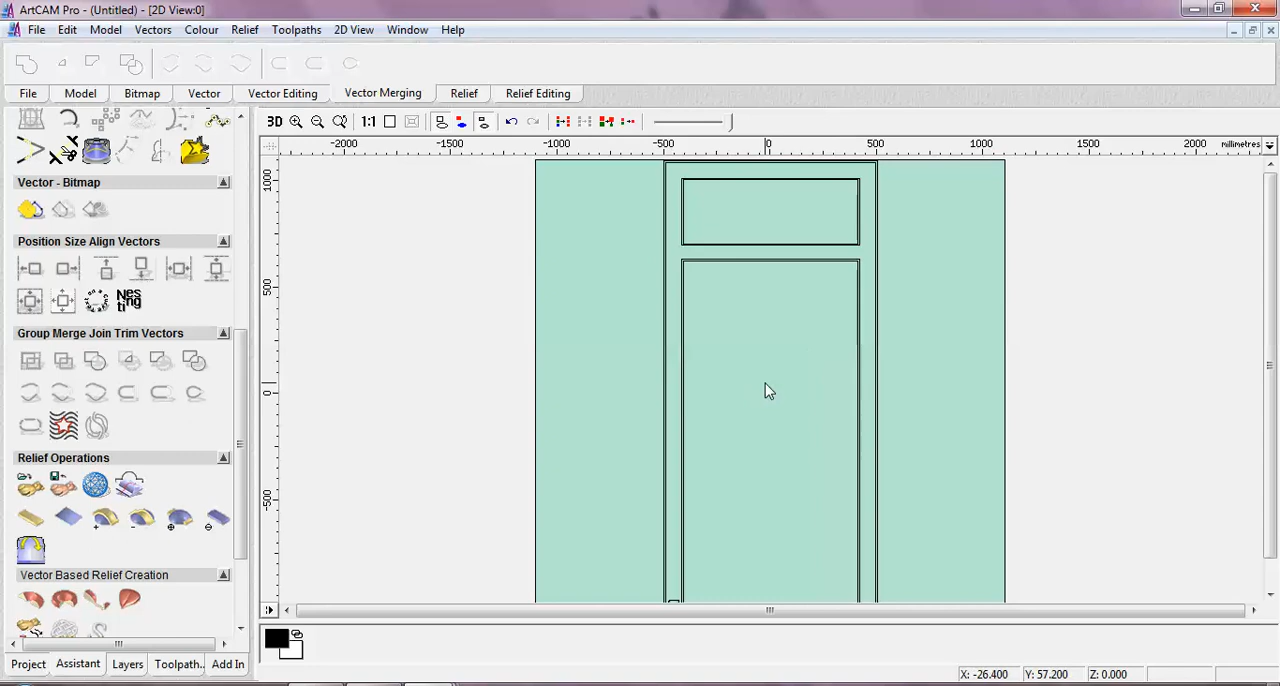 ArtCAM Pro - (Untitled) - [2D View:0]
File Edit Model Vectors Colour Relief Toolpaths 2D View Window Help
File Model Bitmap Vector Vector Editing Vector Merging Relief Relief Editing
3D 1:1
-2000 -1500 -1000 -500 0 500 1000 1500 2000 millimetres
1000
500
0
-500
Vector - Bitmap
Position Size Align Vectors
Nes
ti ng
Group Merge Join Trim Vectors
Relief Operations
Vector Based Relief Creation
Project Assistant Layers Toolpath.. Add In
X: -26.400 Y: 57.200 Z: 0.000